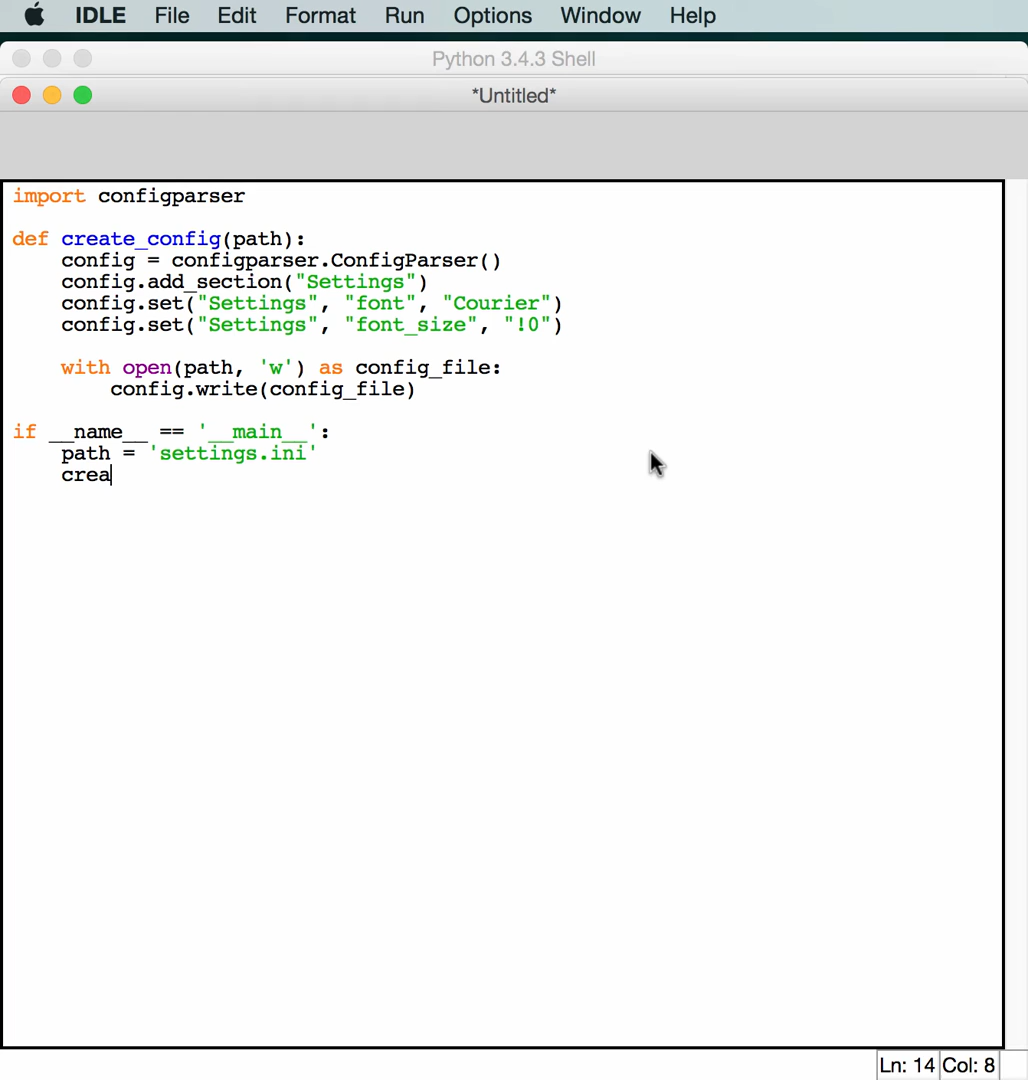 IDLE File Edit Format Run Options Window Help
Python 3.4.3 Shell
*Untitled*
import configparser
def create_config(path):
    config = configparser.ConfigParser()
    config.add_section("Settings")
    config.set("Settings", "font", "Courier")
    config.set("Settings", "font_size", "!0")
    with open(path, 'w') as config_file:
        config.write(config_file)
if __name__ == '__main__':
    path = 'settings.ini'
    crea
Ln: 14 Col: 8